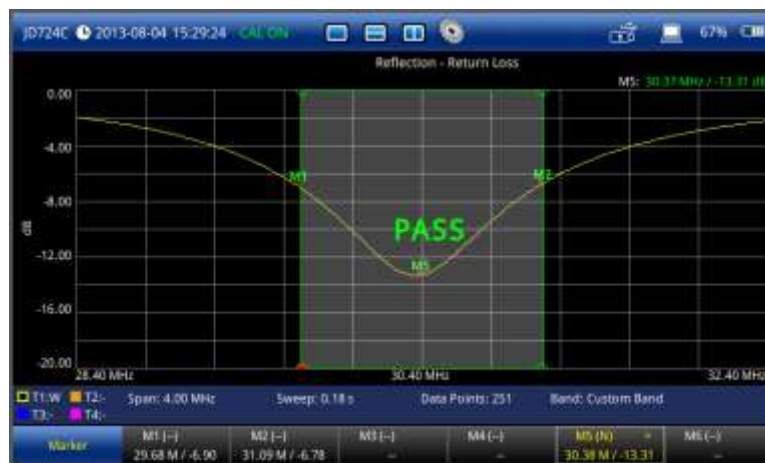 JD724C 2013-08-04 15:29:24 CAL ON 67%
Reflection - Return Loss
M5: 30.37 MHz / -13.31 dB
0.00
-4.00
-8.00
dB
-12.00
-16.00
-20.00
M1
M2
PASS
M5
28.40 MHz 30.40 MHz 32.40 MHz
T1:W T2:- Span: 4.00 MHz Sweep: 0.18 s Data Points: 251 Band: Custom Band
T3:- T4:-
Marker
M1 (--) M2 (--) M3 (--) M4 (--) M5 (N) M6 (--)
29.68 M / -6.90 31.09 M / -6.78 -- -- 30.38 M / -13.31 --